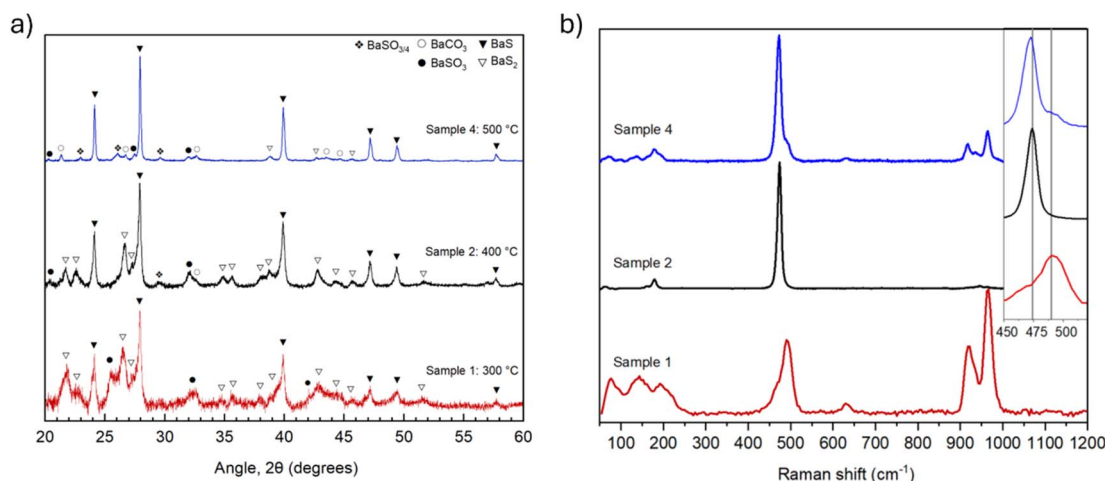 a)
❖ BaSO3/4 ○ BaCO3 ▼ BaS
● BaSO3 ▽ BaS2
Sample 4: 500 °C
Sample 2: 400 °C
Sample 1: 300 °C
20 25 30 35 40 45 50 55 60
Angle, 2θ (degrees)
b)
Sample 4
Sample 2
Sample 1
450 475 500
100 200 300 400 500 600 700 800 900 1000 1100 1200
Raman shift (cm-1)